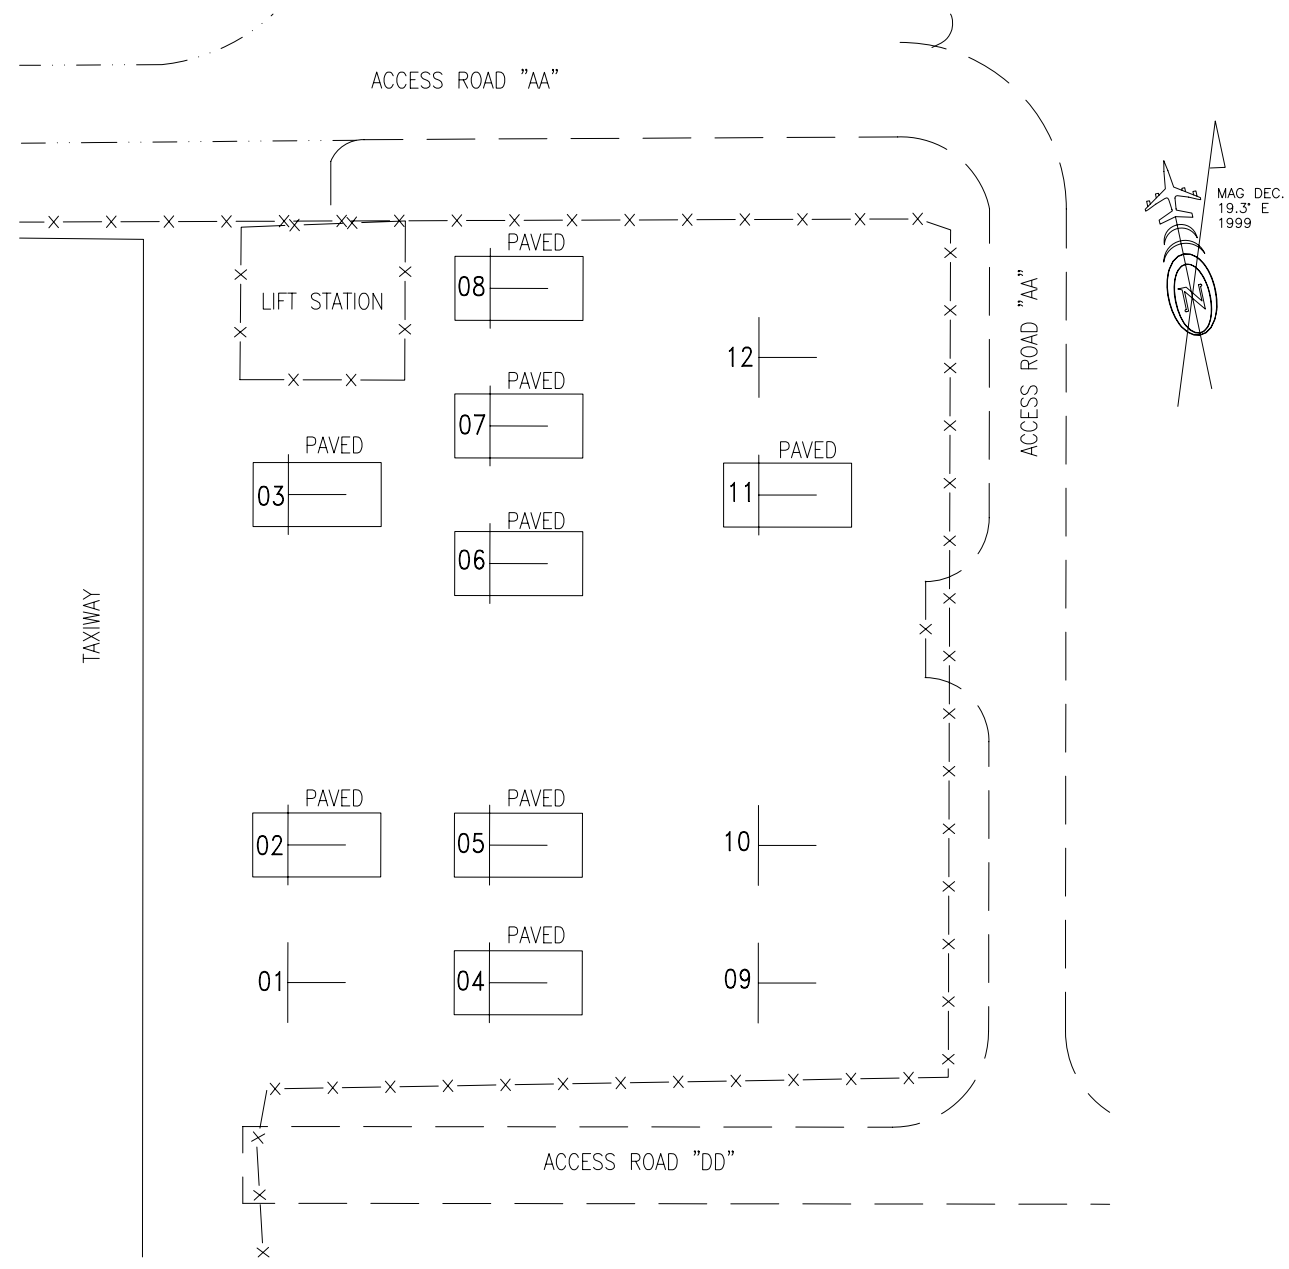 ACCESS ROAD "AA"
MAG DEC.
19.3° E
1999
PAVED
08
LIFT STATION
ACCESS ROAD "AA"
12
PAVED
07
PAVED
03
PAVED
11
PAVED
06
TAXIWAY
PAVED
02
PAVED
05
10
PAVED
01
04
09
ACCESS ROAD "DD"
N